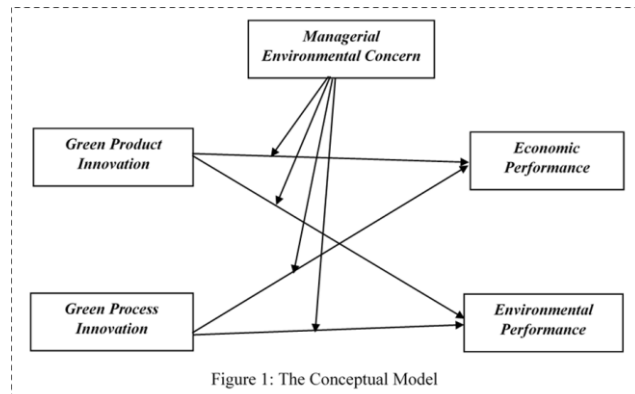 Managerial
Environmental Concern
Green Product
Innovation
Economic
Performance
Green Process
Innovation
Environmental
Performance
Figure 1: The Conceptual Model